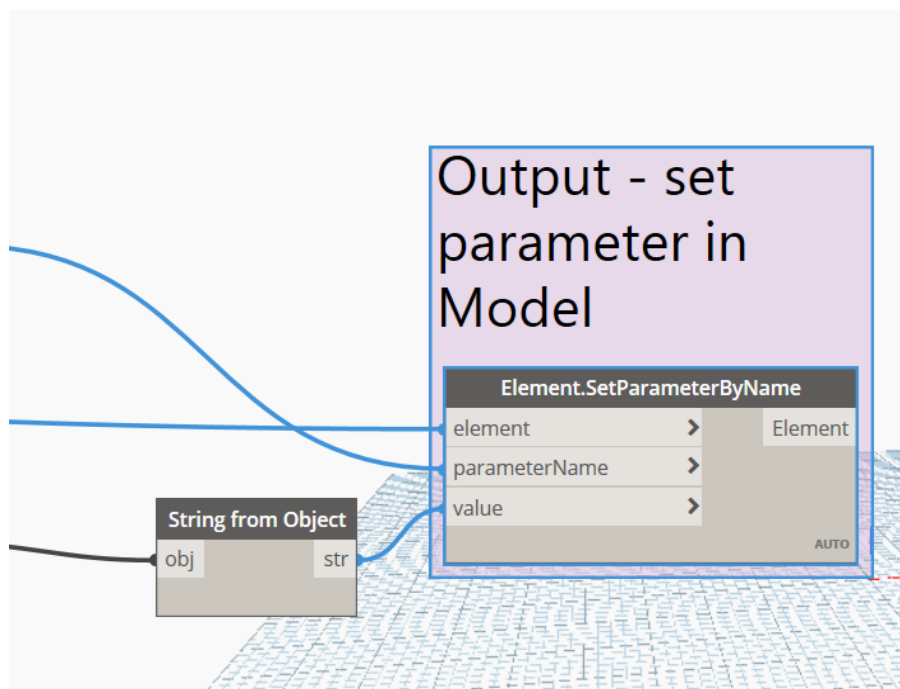 Output - set
parameter in
Model
Element.SetParameterByName
element
Element
parameterName
value
AUTO
String from Object
obj
str